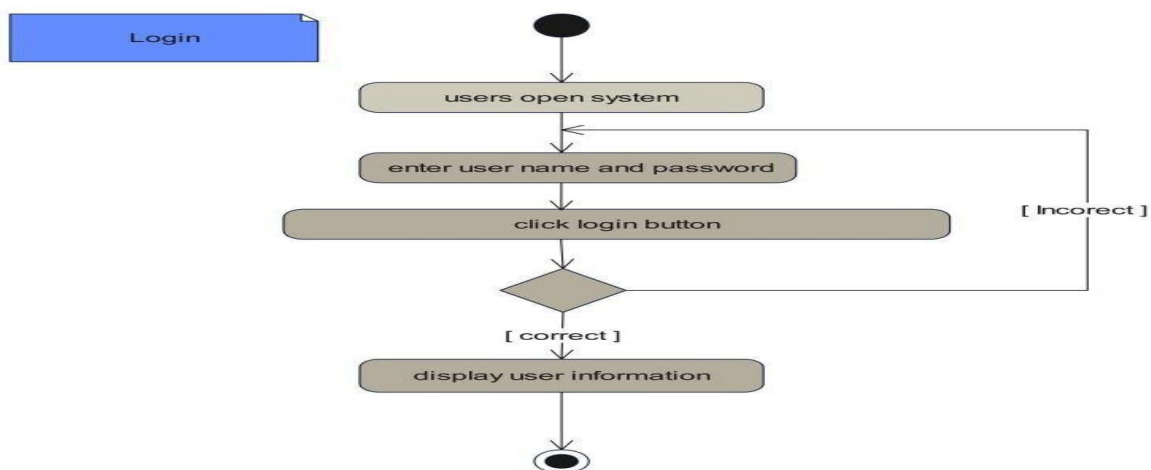 Login
users open system
enter user name and password
[ Incorect ]
click login button
[ correct ]
display user information